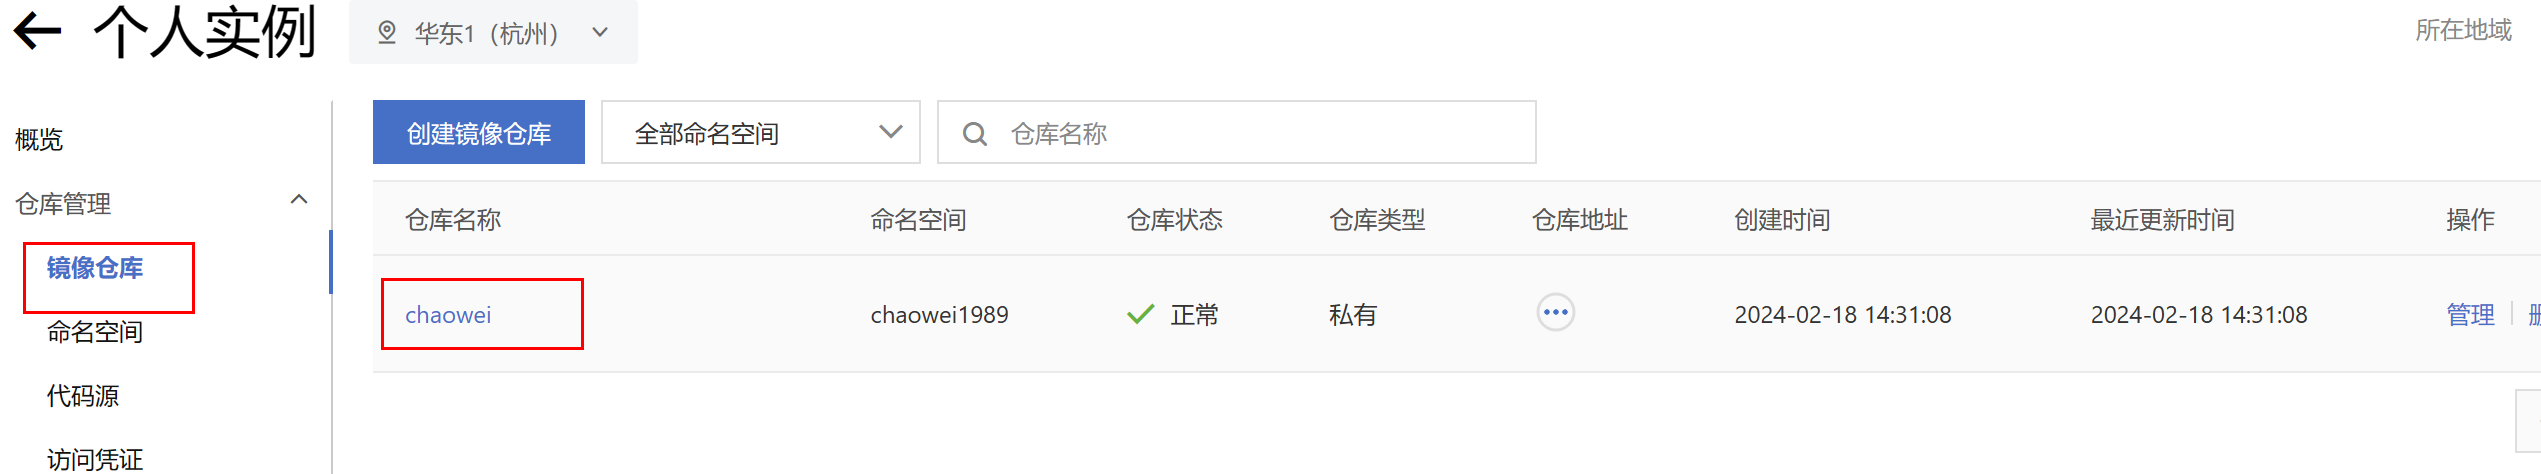 个人实例
华东1（杭州）
所在地域
概览
仓库管理
镜像仓库
命名空间
代码源
访问凭证
创建镜像仓库
全部命名空间
仓库名称
仓库名称 命名空间 仓库状态 仓库类型 仓库地址 创建时间 最近更新时间 操作
chaowei chaowei1989 正常 私有 2024-02-18 14:31:08 2024-02-18 14:31:08 管理